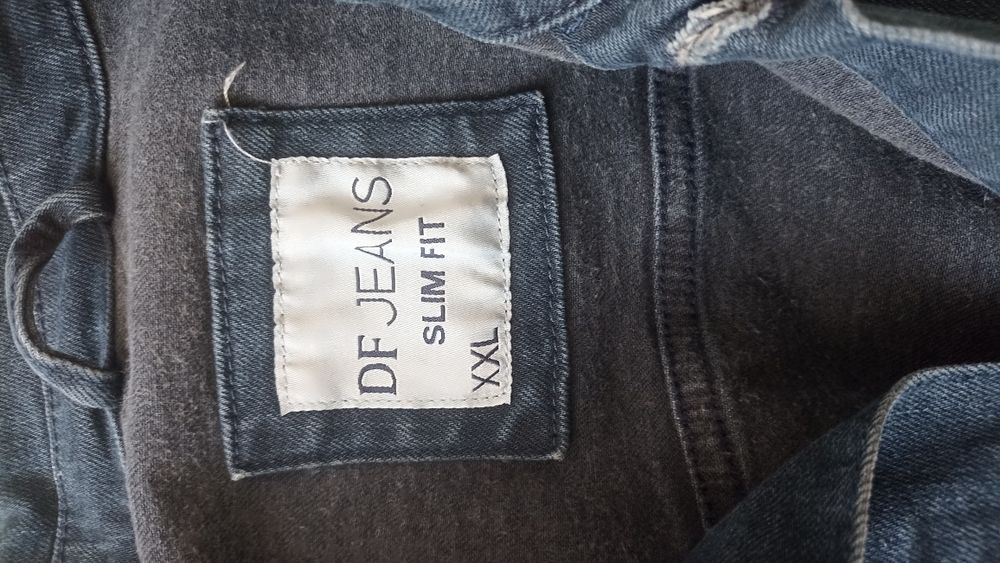 DF JEANS
SLIM FIT
XXL